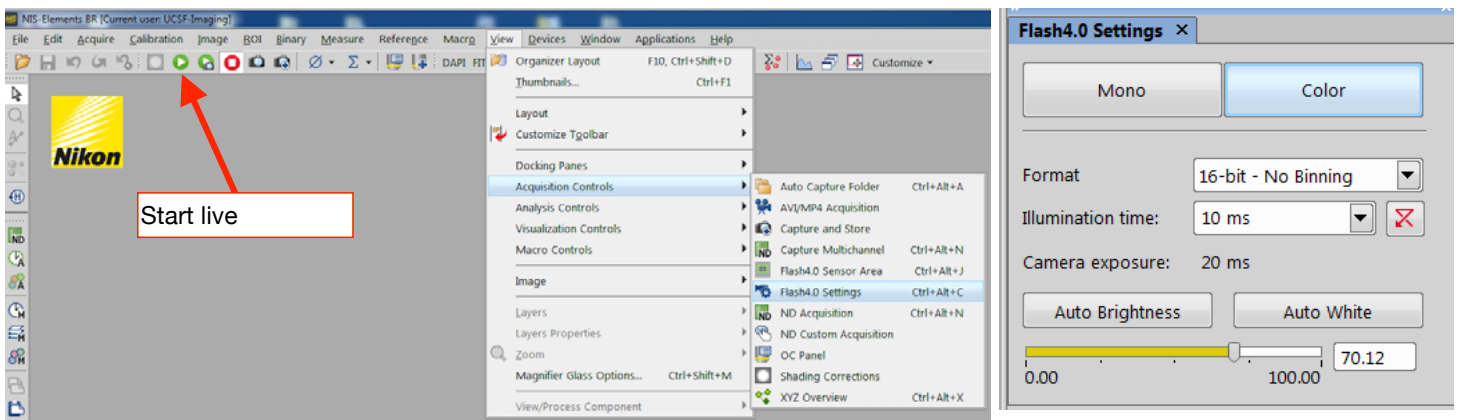 NIS-Elements BR [Current user: UCSF-Imaging]
File Edit Acquire Calibration Image ROI Binary Measure Reference Macro View Devices Window Applications Help
DAPI FIT
Customize
Nikon
Start live
Organizer Layout F10, Ctrl+Shift+D
Thumbnails... Ctrl+F1
Layout
Customize Toolbar
Docking Panes
Acquisition Controls
Analysis Controls
Visualization Controls
Macro Controls
Image
Layers
Layers Properties
Zoom
Magnifier Glass Options... Ctrl+Shift+M
View/Process Component
Auto Capture Folder Ctrl+Alt+A
AVI/MP4 Acquisition
Capture and Store
Capture Multichannel Ctrl+Alt+N
Flash4.0 Sensor Area Ctrl+Alt+J
Flash4.0 Settings Ctrl+Alt+C
ND Acquisition Ctrl+Alt+N
ND Custom Acquisition
OC Panel
Shading Corrections
XYZ Overview Ctrl+Alt+X
Flash4.0 Settings ×
Mono Color
Format 16-bit - No Binning
Illumination time: 10 ms
Camera exposure: 20 ms
Auto Brightness Auto White
70.12
0.00 100.00